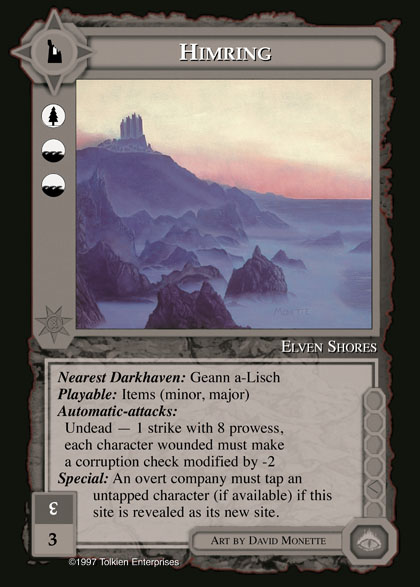 HIMRING
MONETTE
ELVEN SHORES
Nearest Darkhaven: Geann a-Lisch
Playable: Items (minor, major)
Automatic-attacks:
Undead — 1 strike with 8 prowess,
each character wounded must make
a corruption check modified by -2
Special: An overt company must tap an
untapped character (if available) if this
site is revealed as its new site.
ε
3
ART BY DAVID MONETTE
©1997 Tolkien Enterprises